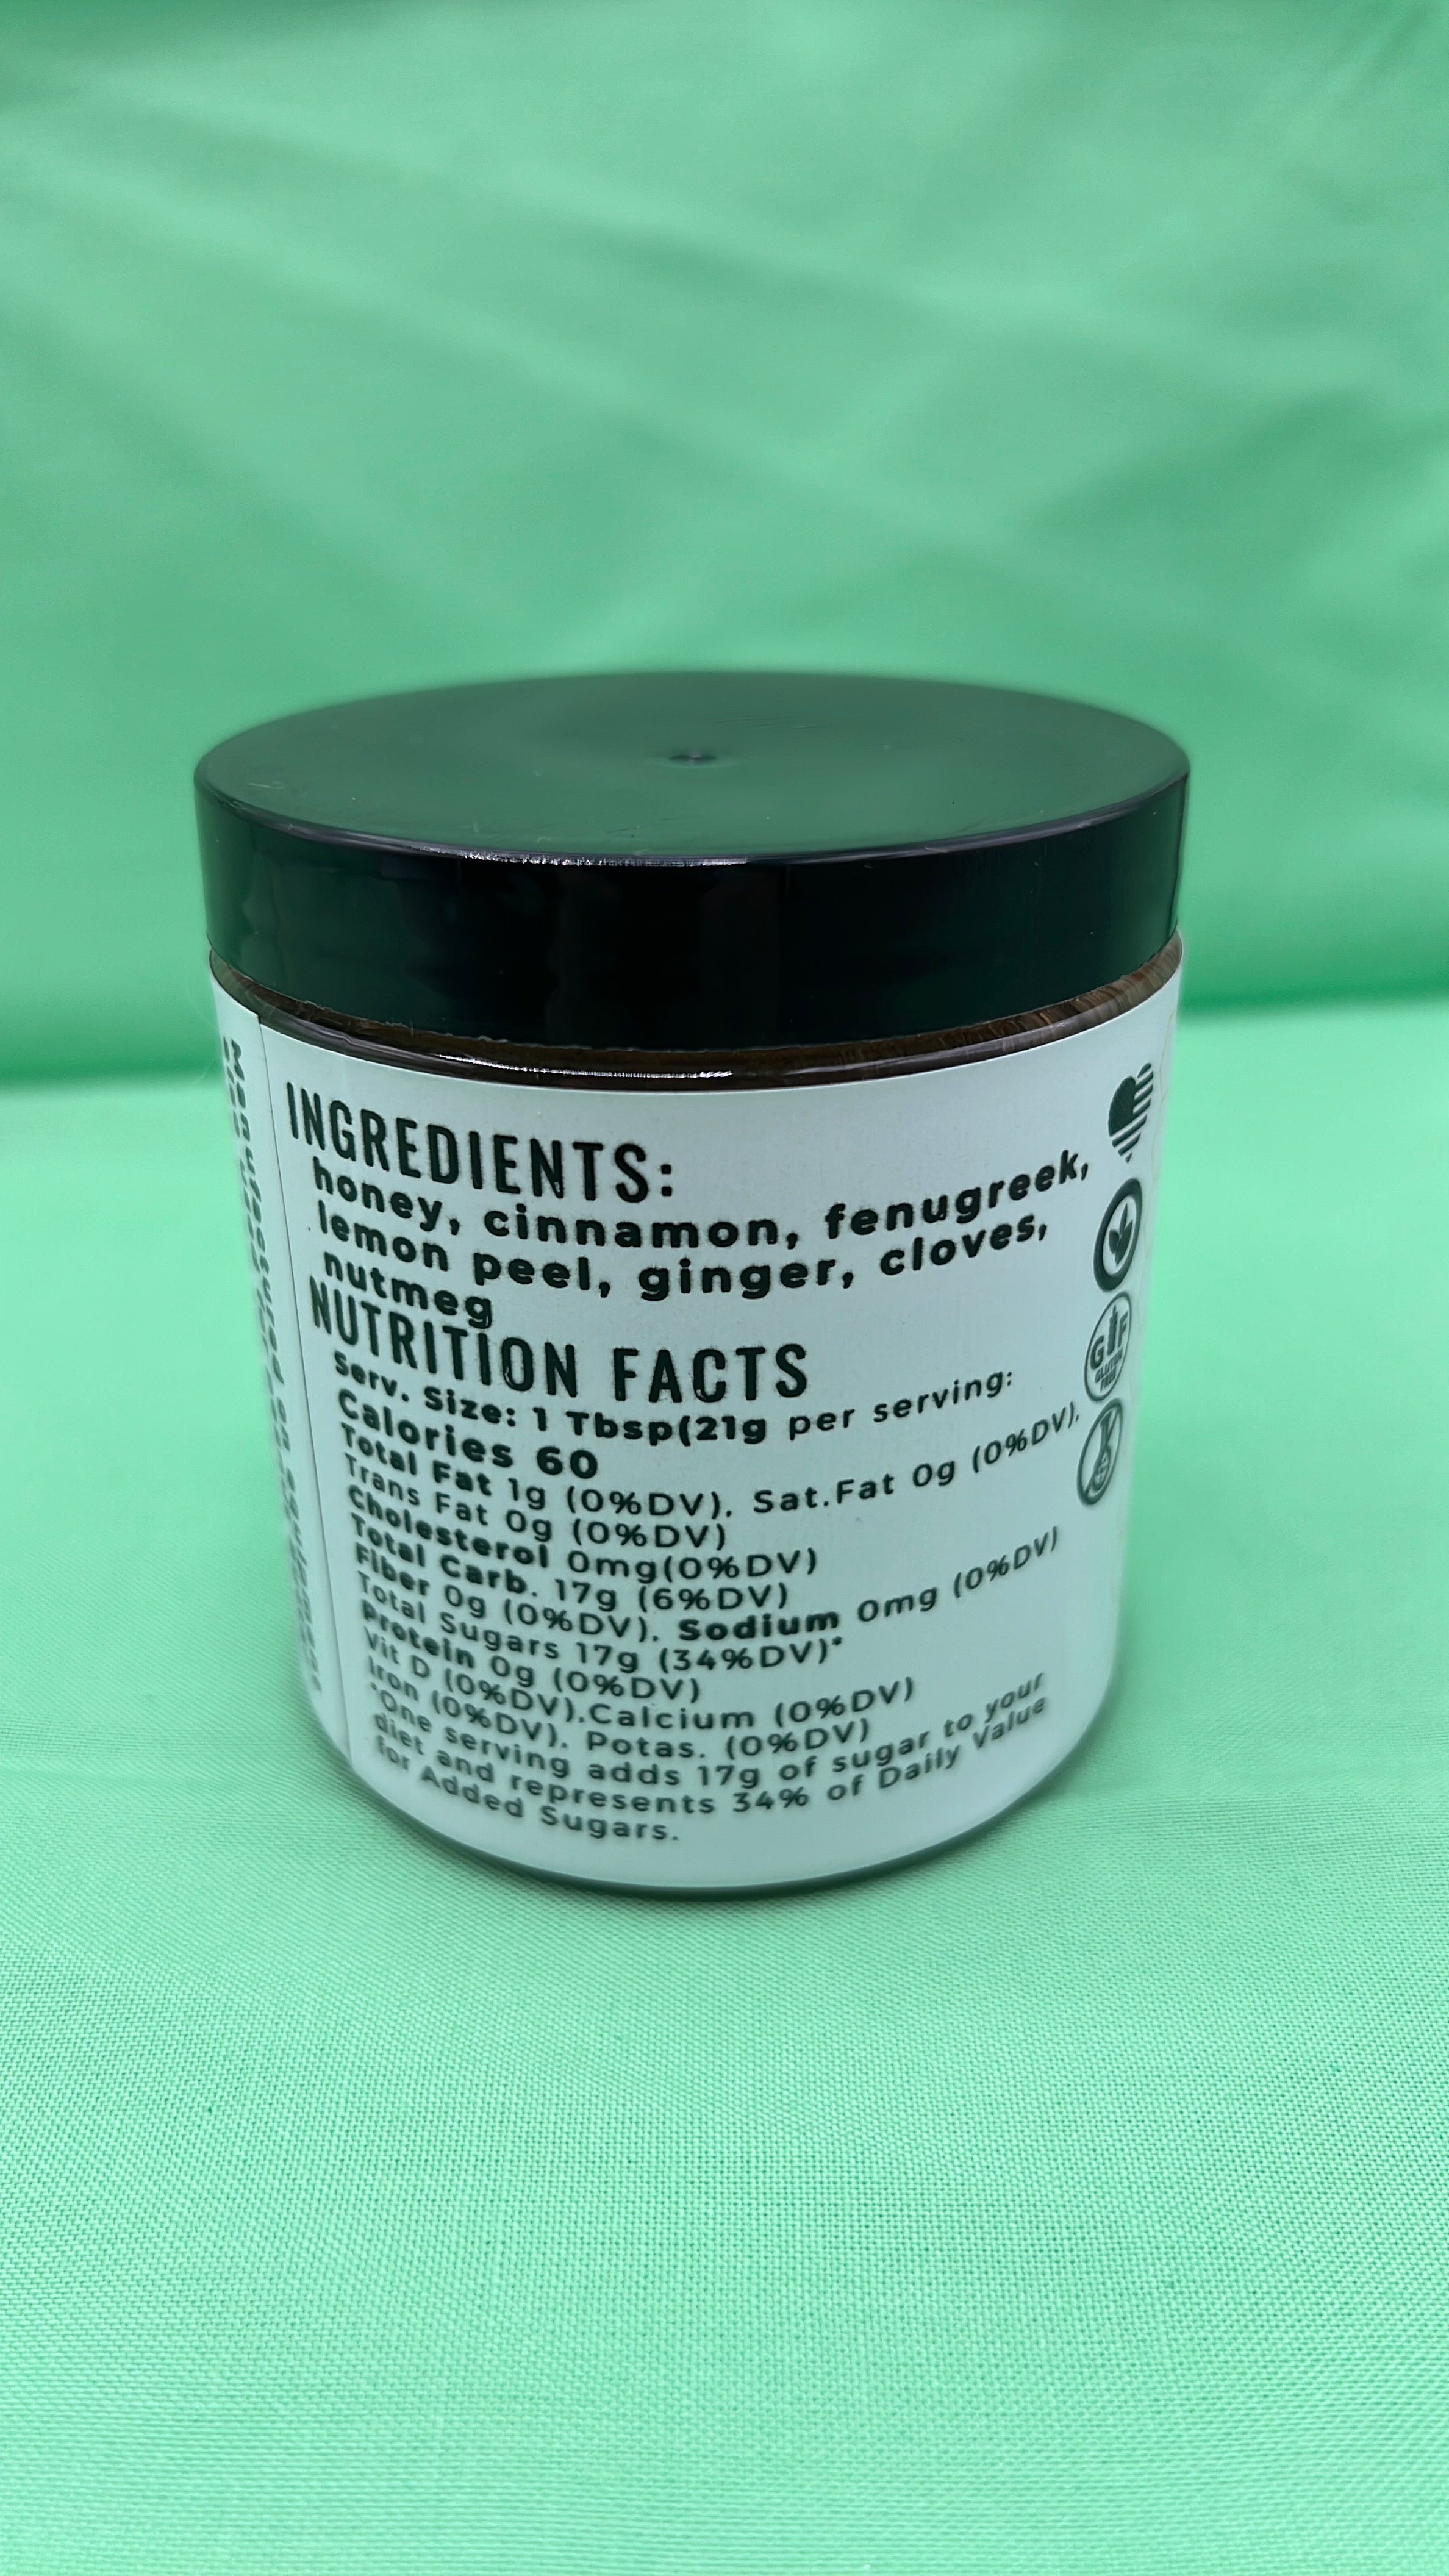 INGREDIENTS:
honey, cinnamon, fenugreek,
lemon peel, ginger, cloves,
nutmeg
NUTRITION FACTS
Serv. Size: 1 Tbsp(21g per serving:
Calories 60
Total Fat 1g (0%DV), Sat.Fat 0g (0%DV),
Trans Fat 0g (0%DV)
Cholesterol 0mg(0%DV)
Total Carb. 17g (6%DV)
Fiber 0g (0%DV), Sodium 0mg (0%DV)
Total Sugars 17g (34%DV)*
Protein 0g (0%DV)
Vit D (0%DV).Calcium (0%DV)
Iron (0%DV), Potas. (0%DV)
*One serving adds 17g of sugar to your
diet and represents 34% of Daily Value
for Added Sugars.
GF
GLUTEN
FREE